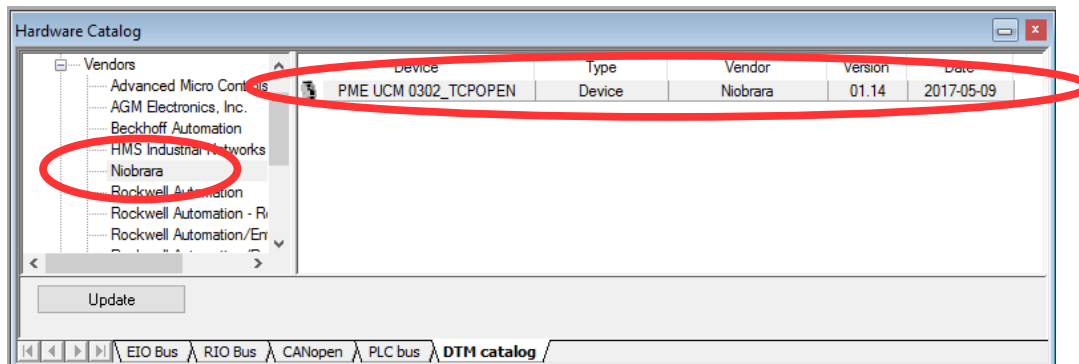 Hardware Catalog
Vendors
Advanced Micro Controls
AGM Electronics, Inc.
Beckhoff Automation
HMS Industrial Networks
Niobrara
Rockwell Automation
Rockwell Automation - R
Rockwell Automation/En
Device Type Vendor Version Date
PME UCM 0302_TCPOPEN Device Niobrara 01.14 2017-05-09
Update
EIO Bus RIO Bus CANopen PLC bus DTM catalog